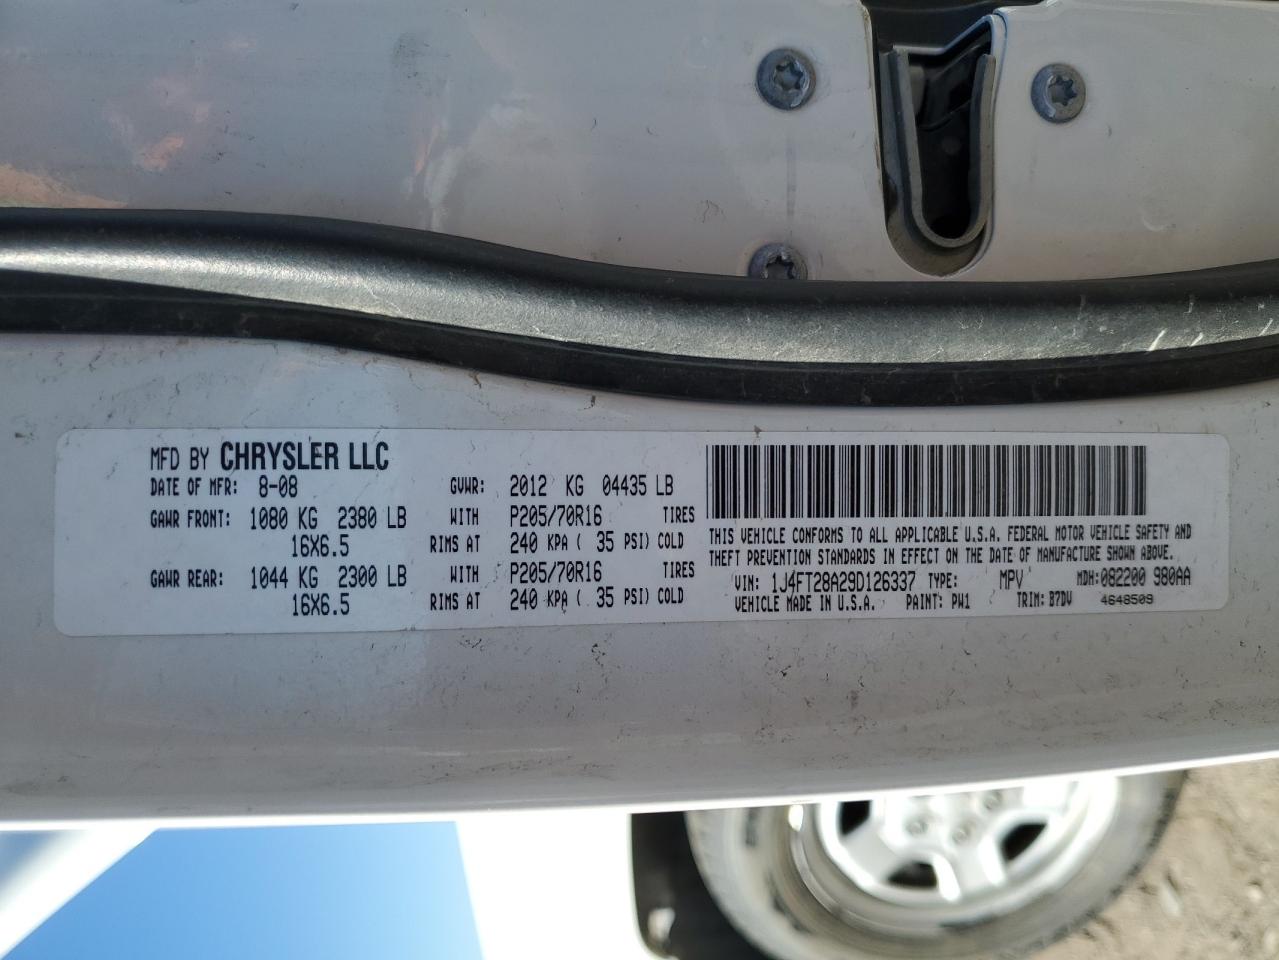 MFD BY CHRYSLER LLC
DATE OF MFR: 8-08 GVWR: 2012 KG 04435 LB
GAWR FRONT: 1080 KG 2380 LB WITH P205/70R16 TIRES
16X6.5 RIMS AT 240 KPA ( 35 PSI) COLD
GAWR REAR: 1044 KG 2300 LB WITH P205/70R16 TIRES
16X6.5 RIMS AT 240 KPA ( 35 PSI) COLD
THIS VEHICLE CONFORMS TO ALL APPLICABLE U.S.A. FEDERAL MOTOR VEHICLE SAFETY AND
THEFT PREVENTION STANDARDS IN EFFECT ON THE DATE OF MANUFACTURE SHOWN ABOVE.
VIN: 1J4FT28A29D126337 TYPE: MPV MDH:082200 980AA
VEHICLE MADE IN U.S.A. PAINT: PW1 TRIM: B7DV 4648509